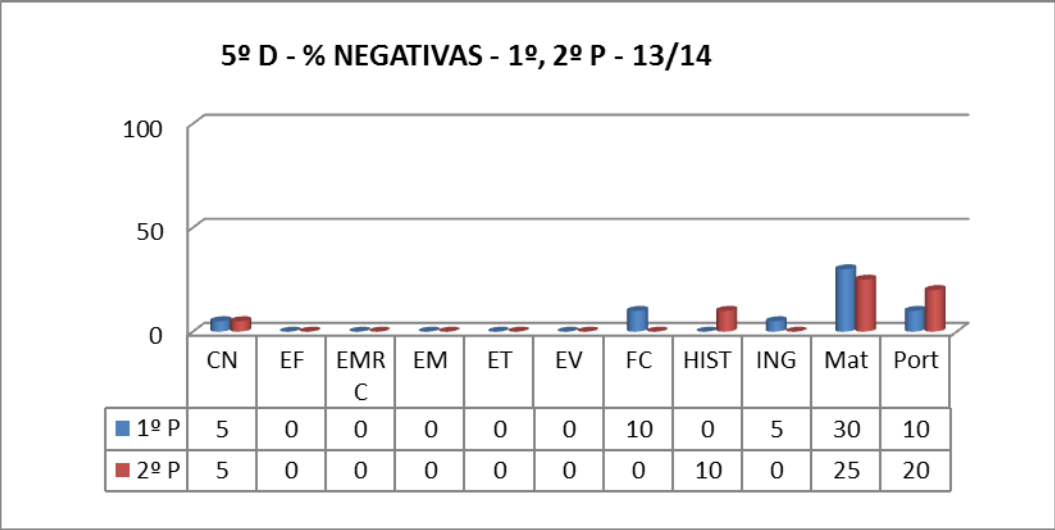 5º D - % NEGATIVAS - 1º, 2º P - 13/14
100
50
0
CN EF EMR EM ET EV FC HIST ING Mat Port
C
1º P 5 0 0 0 0 0 10 0 5 30 10
2º P 5 0 0 0 0 0 0 10 0 25 20